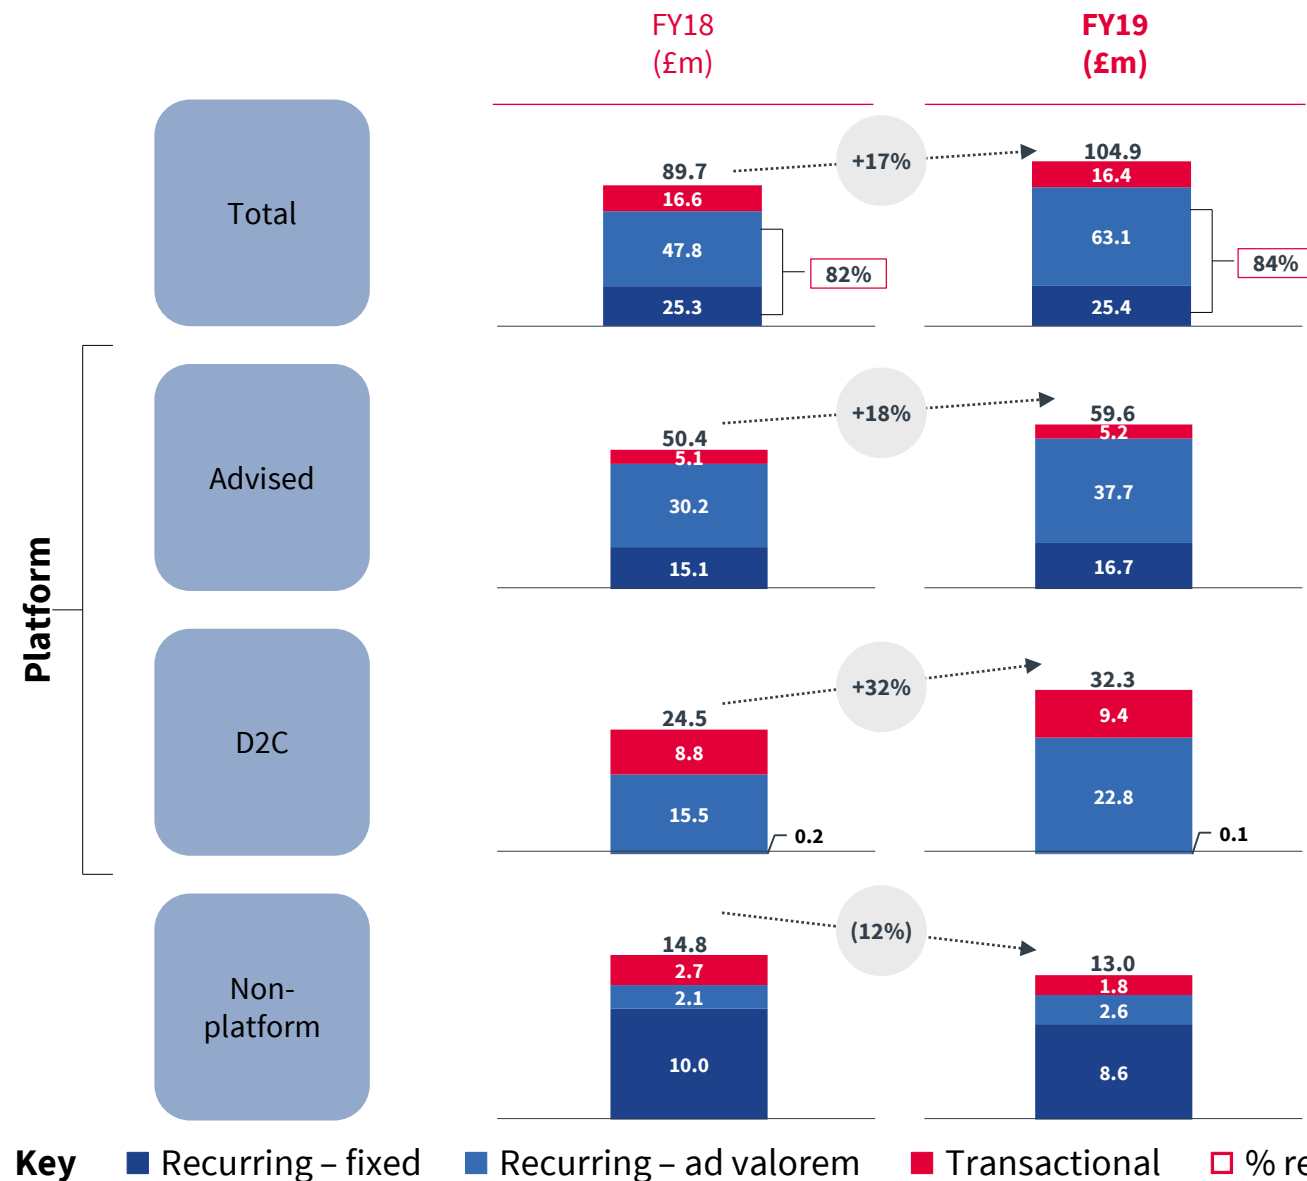 FY18
(£m)
FY19
(£m)
Total
89.7
16.6
47.8
25.3
82%
+17%
104.9
16.4
63.1
25.4
84%
Platform
Advised
50.4
5.1
30.2
15.1
+18%
59.6
5.2
37.7
16.7
D2C
24.5
8.8
15.5
0.2
+32%
32.3
9.4
22.8
0.1
Non-
platform
14.8
2.7
2.1
10.0
(12%)
13.0
1.8
2.6
8.6
Key
Recurring – fixed
Recurring – ad valorem
Transactional
%